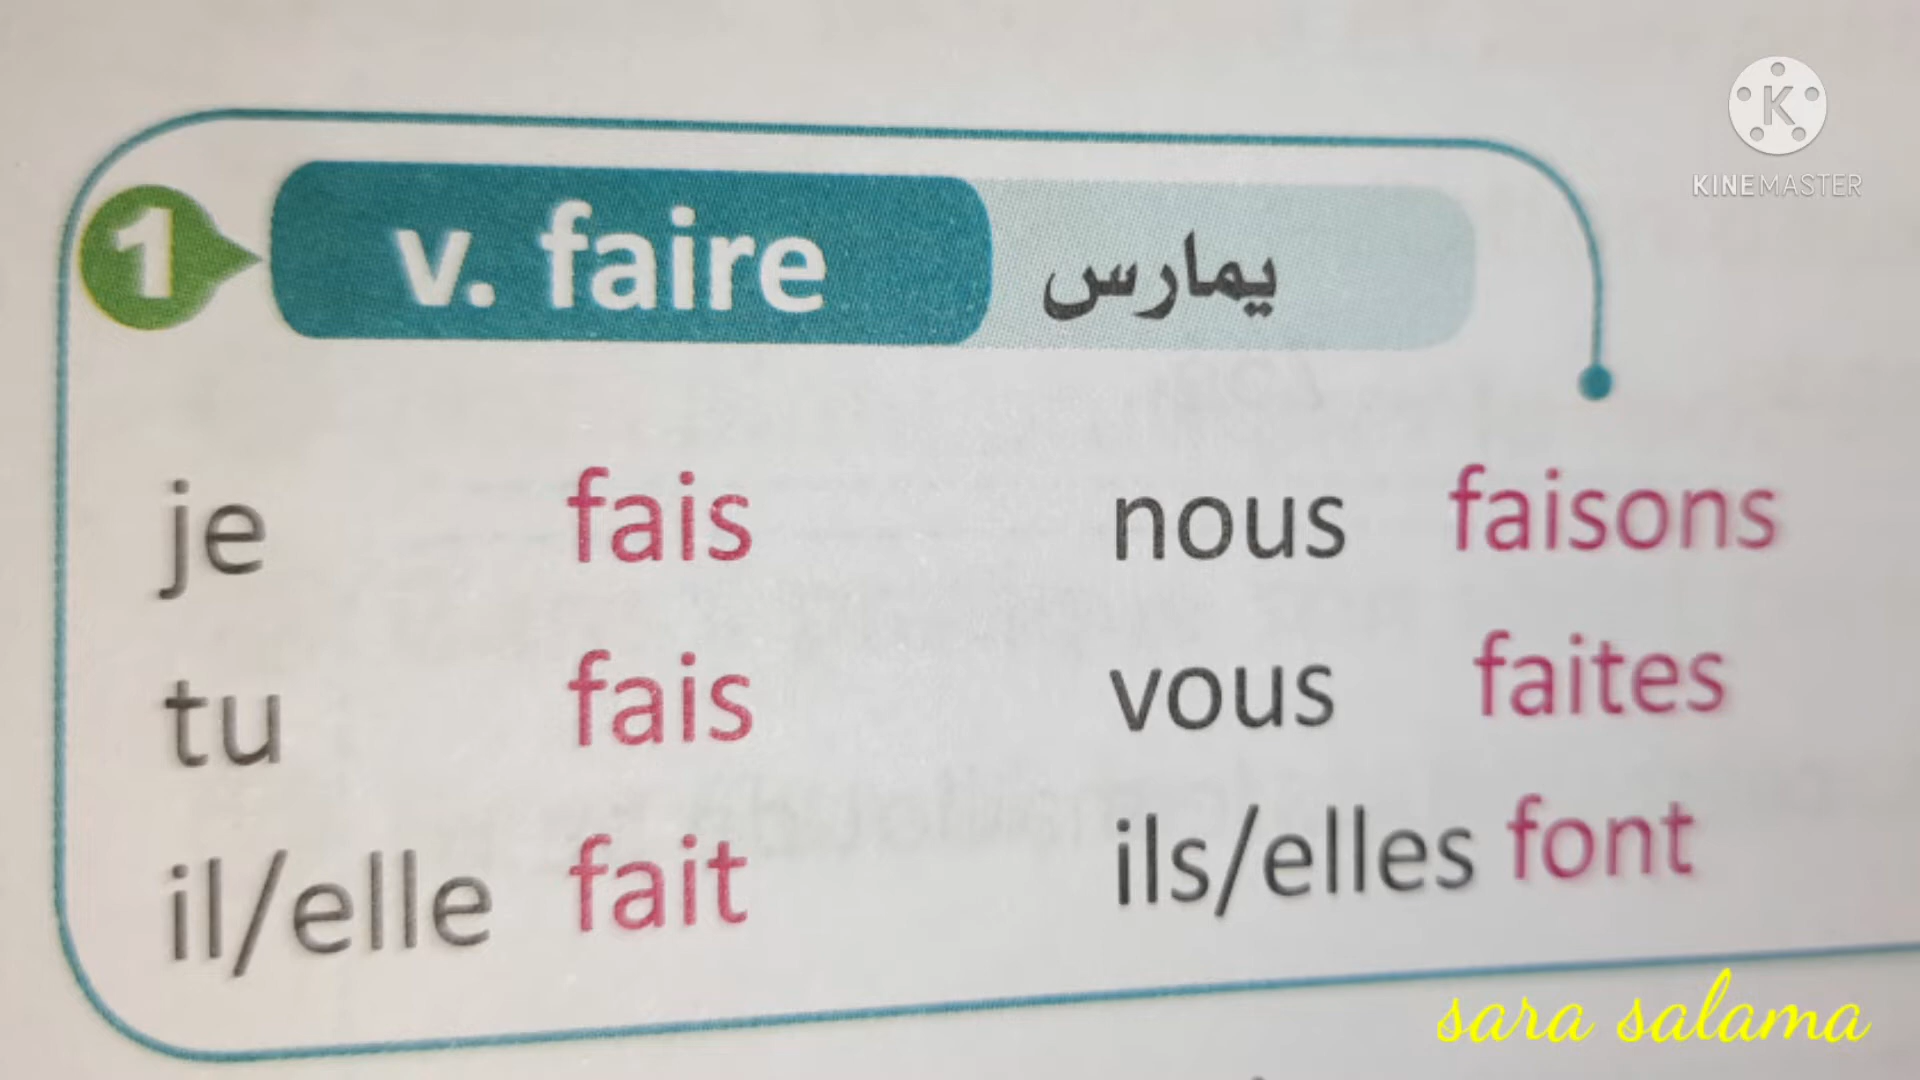 K
KINEMASTER
1 v. faire يمارس
je fais nous faisons
tu fais vous faites
il/elle fait ils/elles font
sara salama